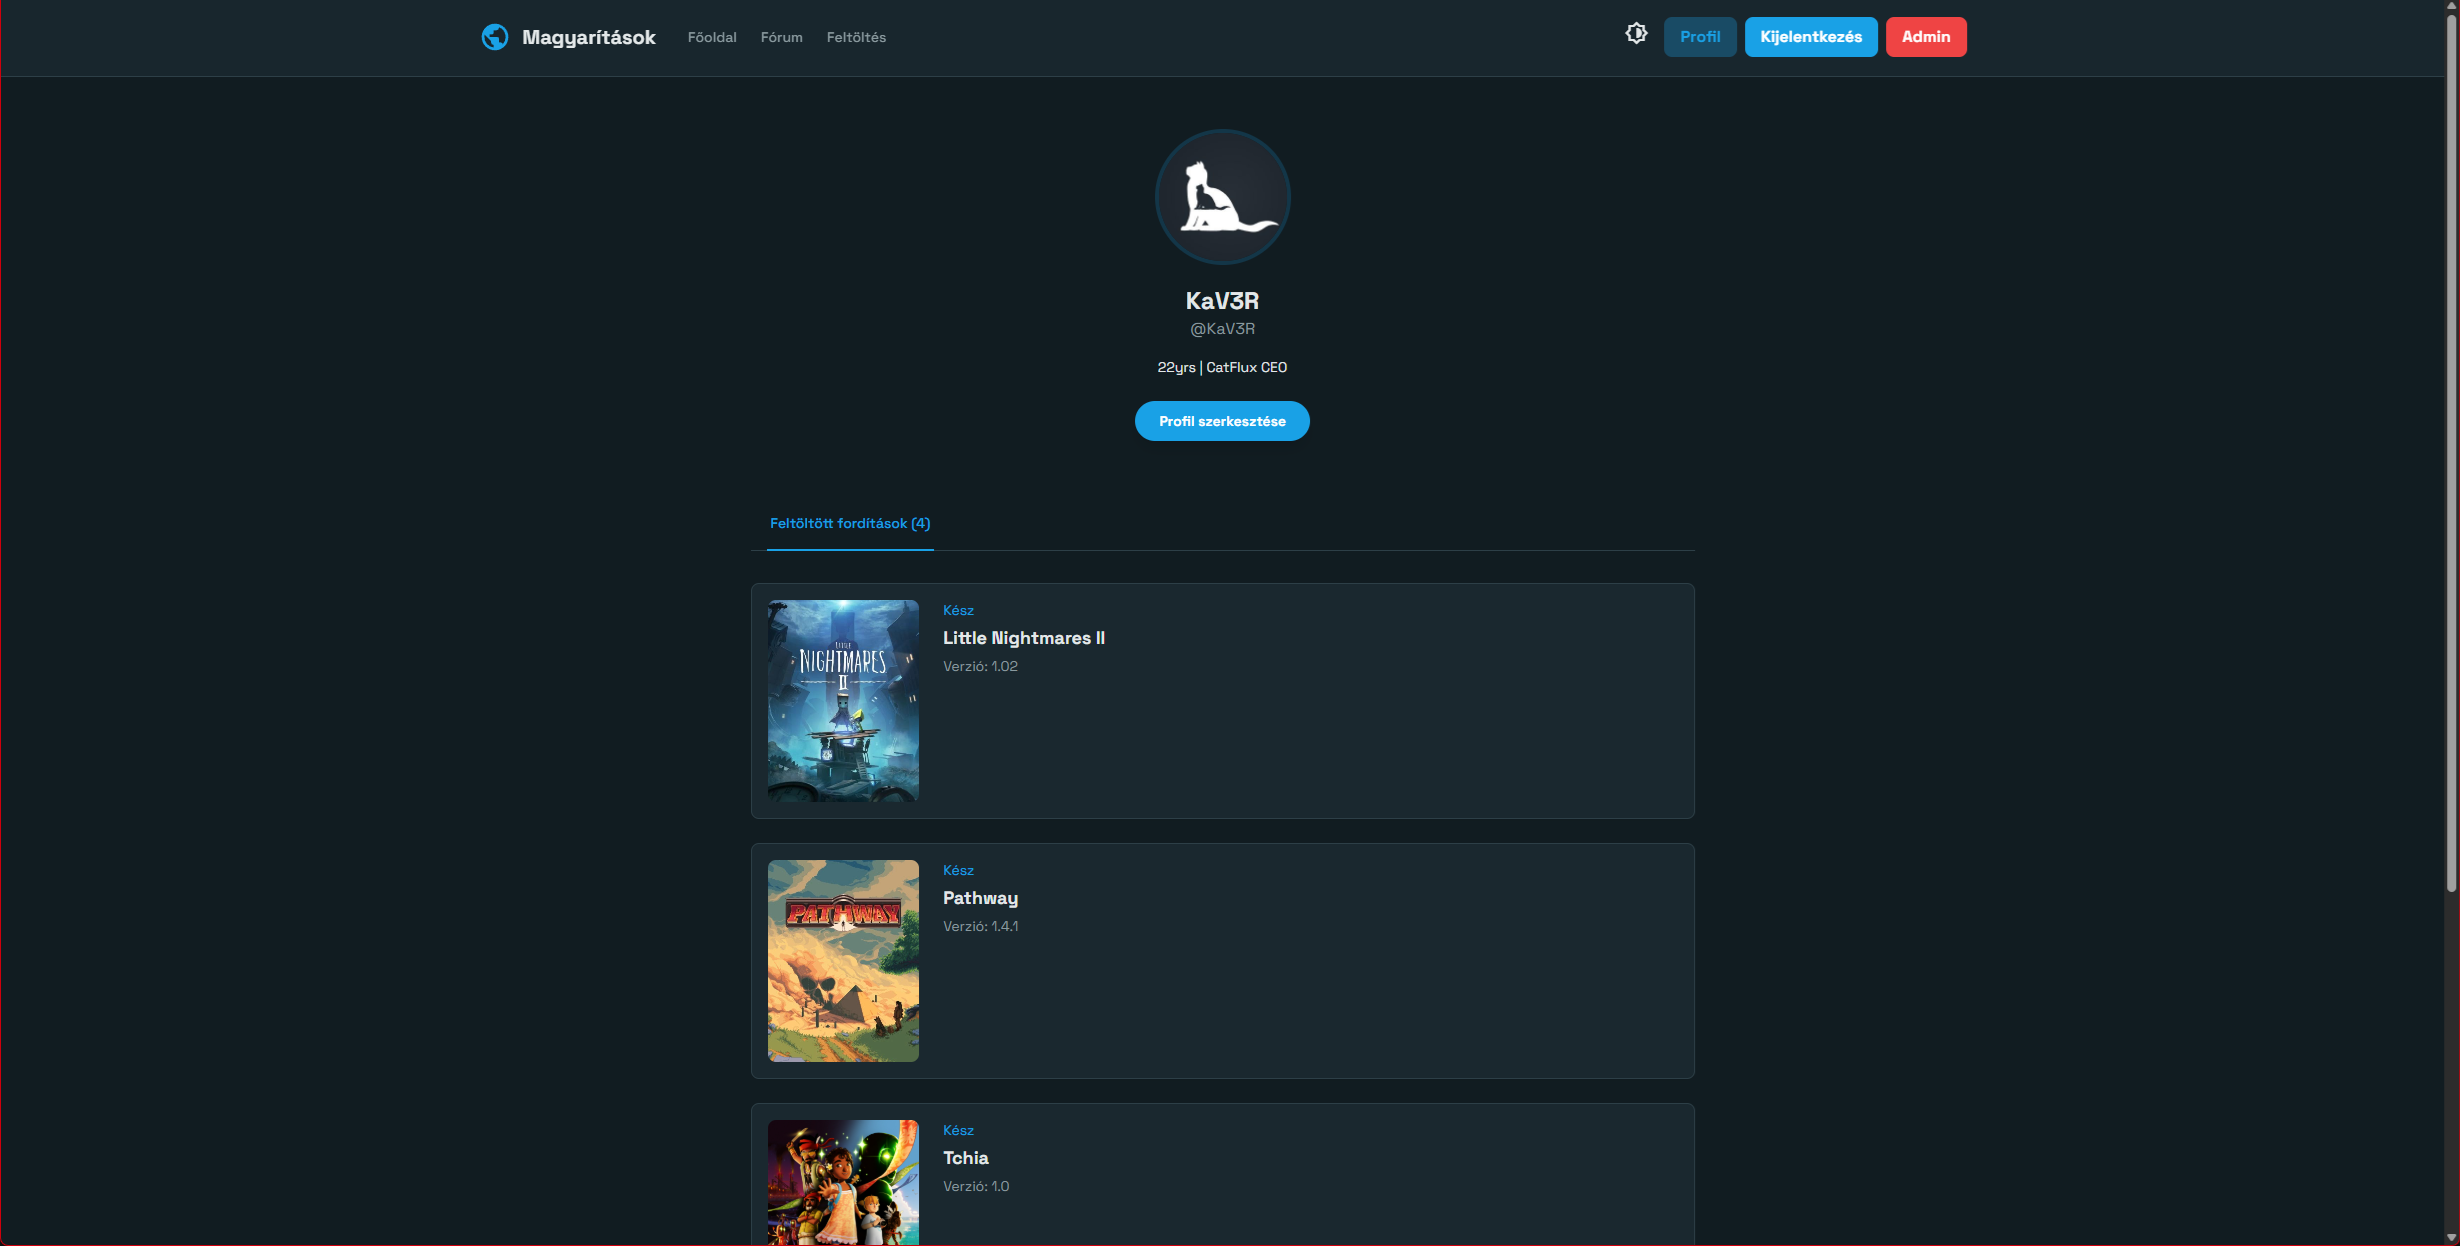 Magyarítások
Főoldal
Fórum
Feltöltés
Profil
Kijelentkezés
Admin
KaV3R
@KaV3R
22yrs | CatFlux CEO
Profil szerkesztése
Feltöltött fordítások (4)
LITTLE
NIGHTMARES
II
Kész
Little Nightmares II
Verzió: 1.02
PATHWAY
Kész
Pathway
Verzió: 1.4.1
Kész
Tchia
Verzió: 1.0